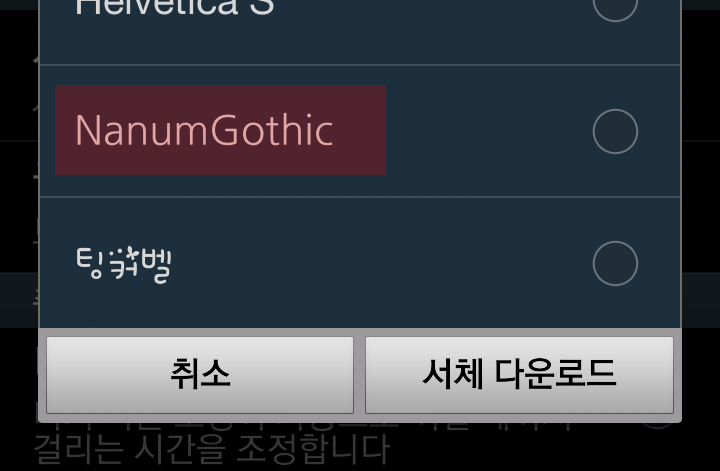 Helvetica S
NanumGothic
팅커벨
취소
서체 다운로드
걸리는 시간을 조정합니다